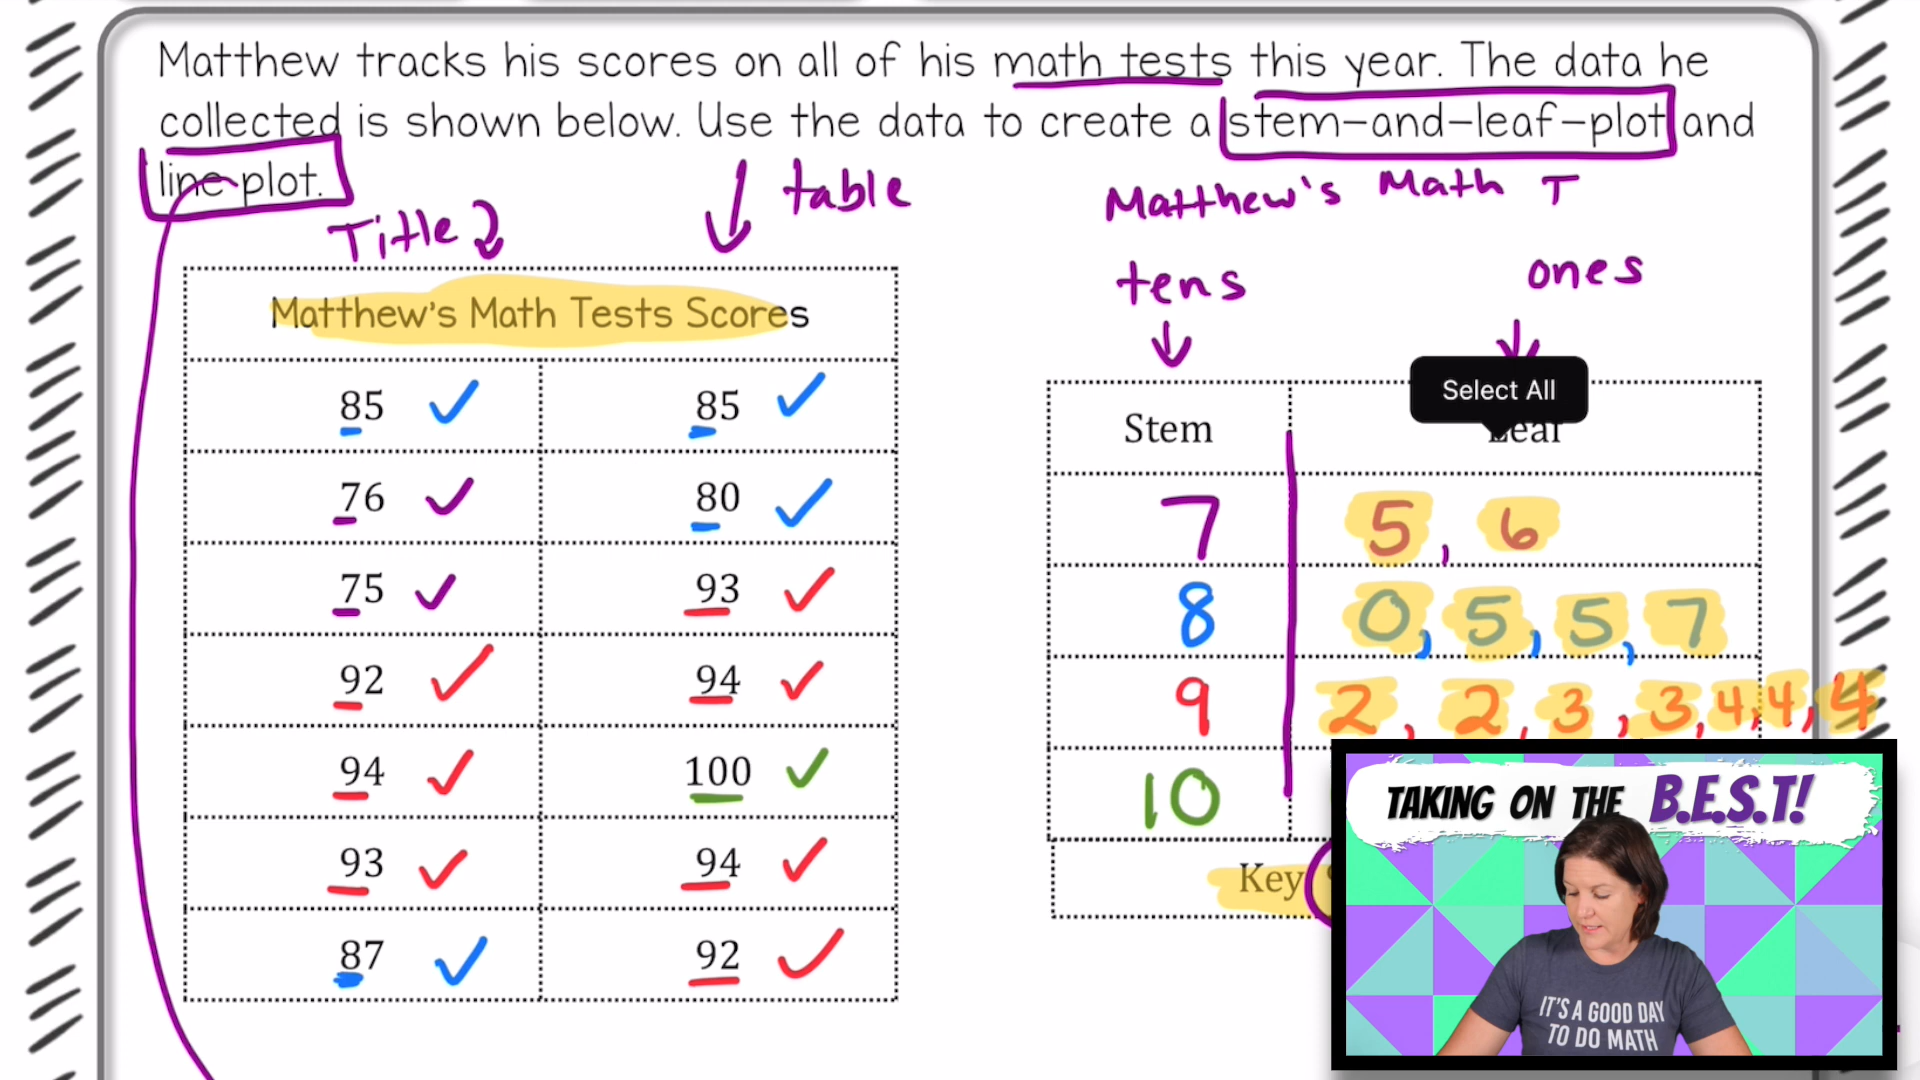 Matthew tracks his scores on all of his math tests this year. The data he
collected is shown below. Use the data to create a stem-and-leaf-plot and
line plot.
Title
table
Matthew's Math T
tens
ones
Matthew's Math Tests Scores
85 85
76 80
75 93
92 94
94 100
93 94
87 92
Select All
Stem Leaf
7 5, 6
8 0, 5, 5, 7
9 2, 2, 3, 3, 4, 4, 4
10
Key
TAKING ON THE B.E.S.T!
IT'S A GOOD DAY
TO DO MATH